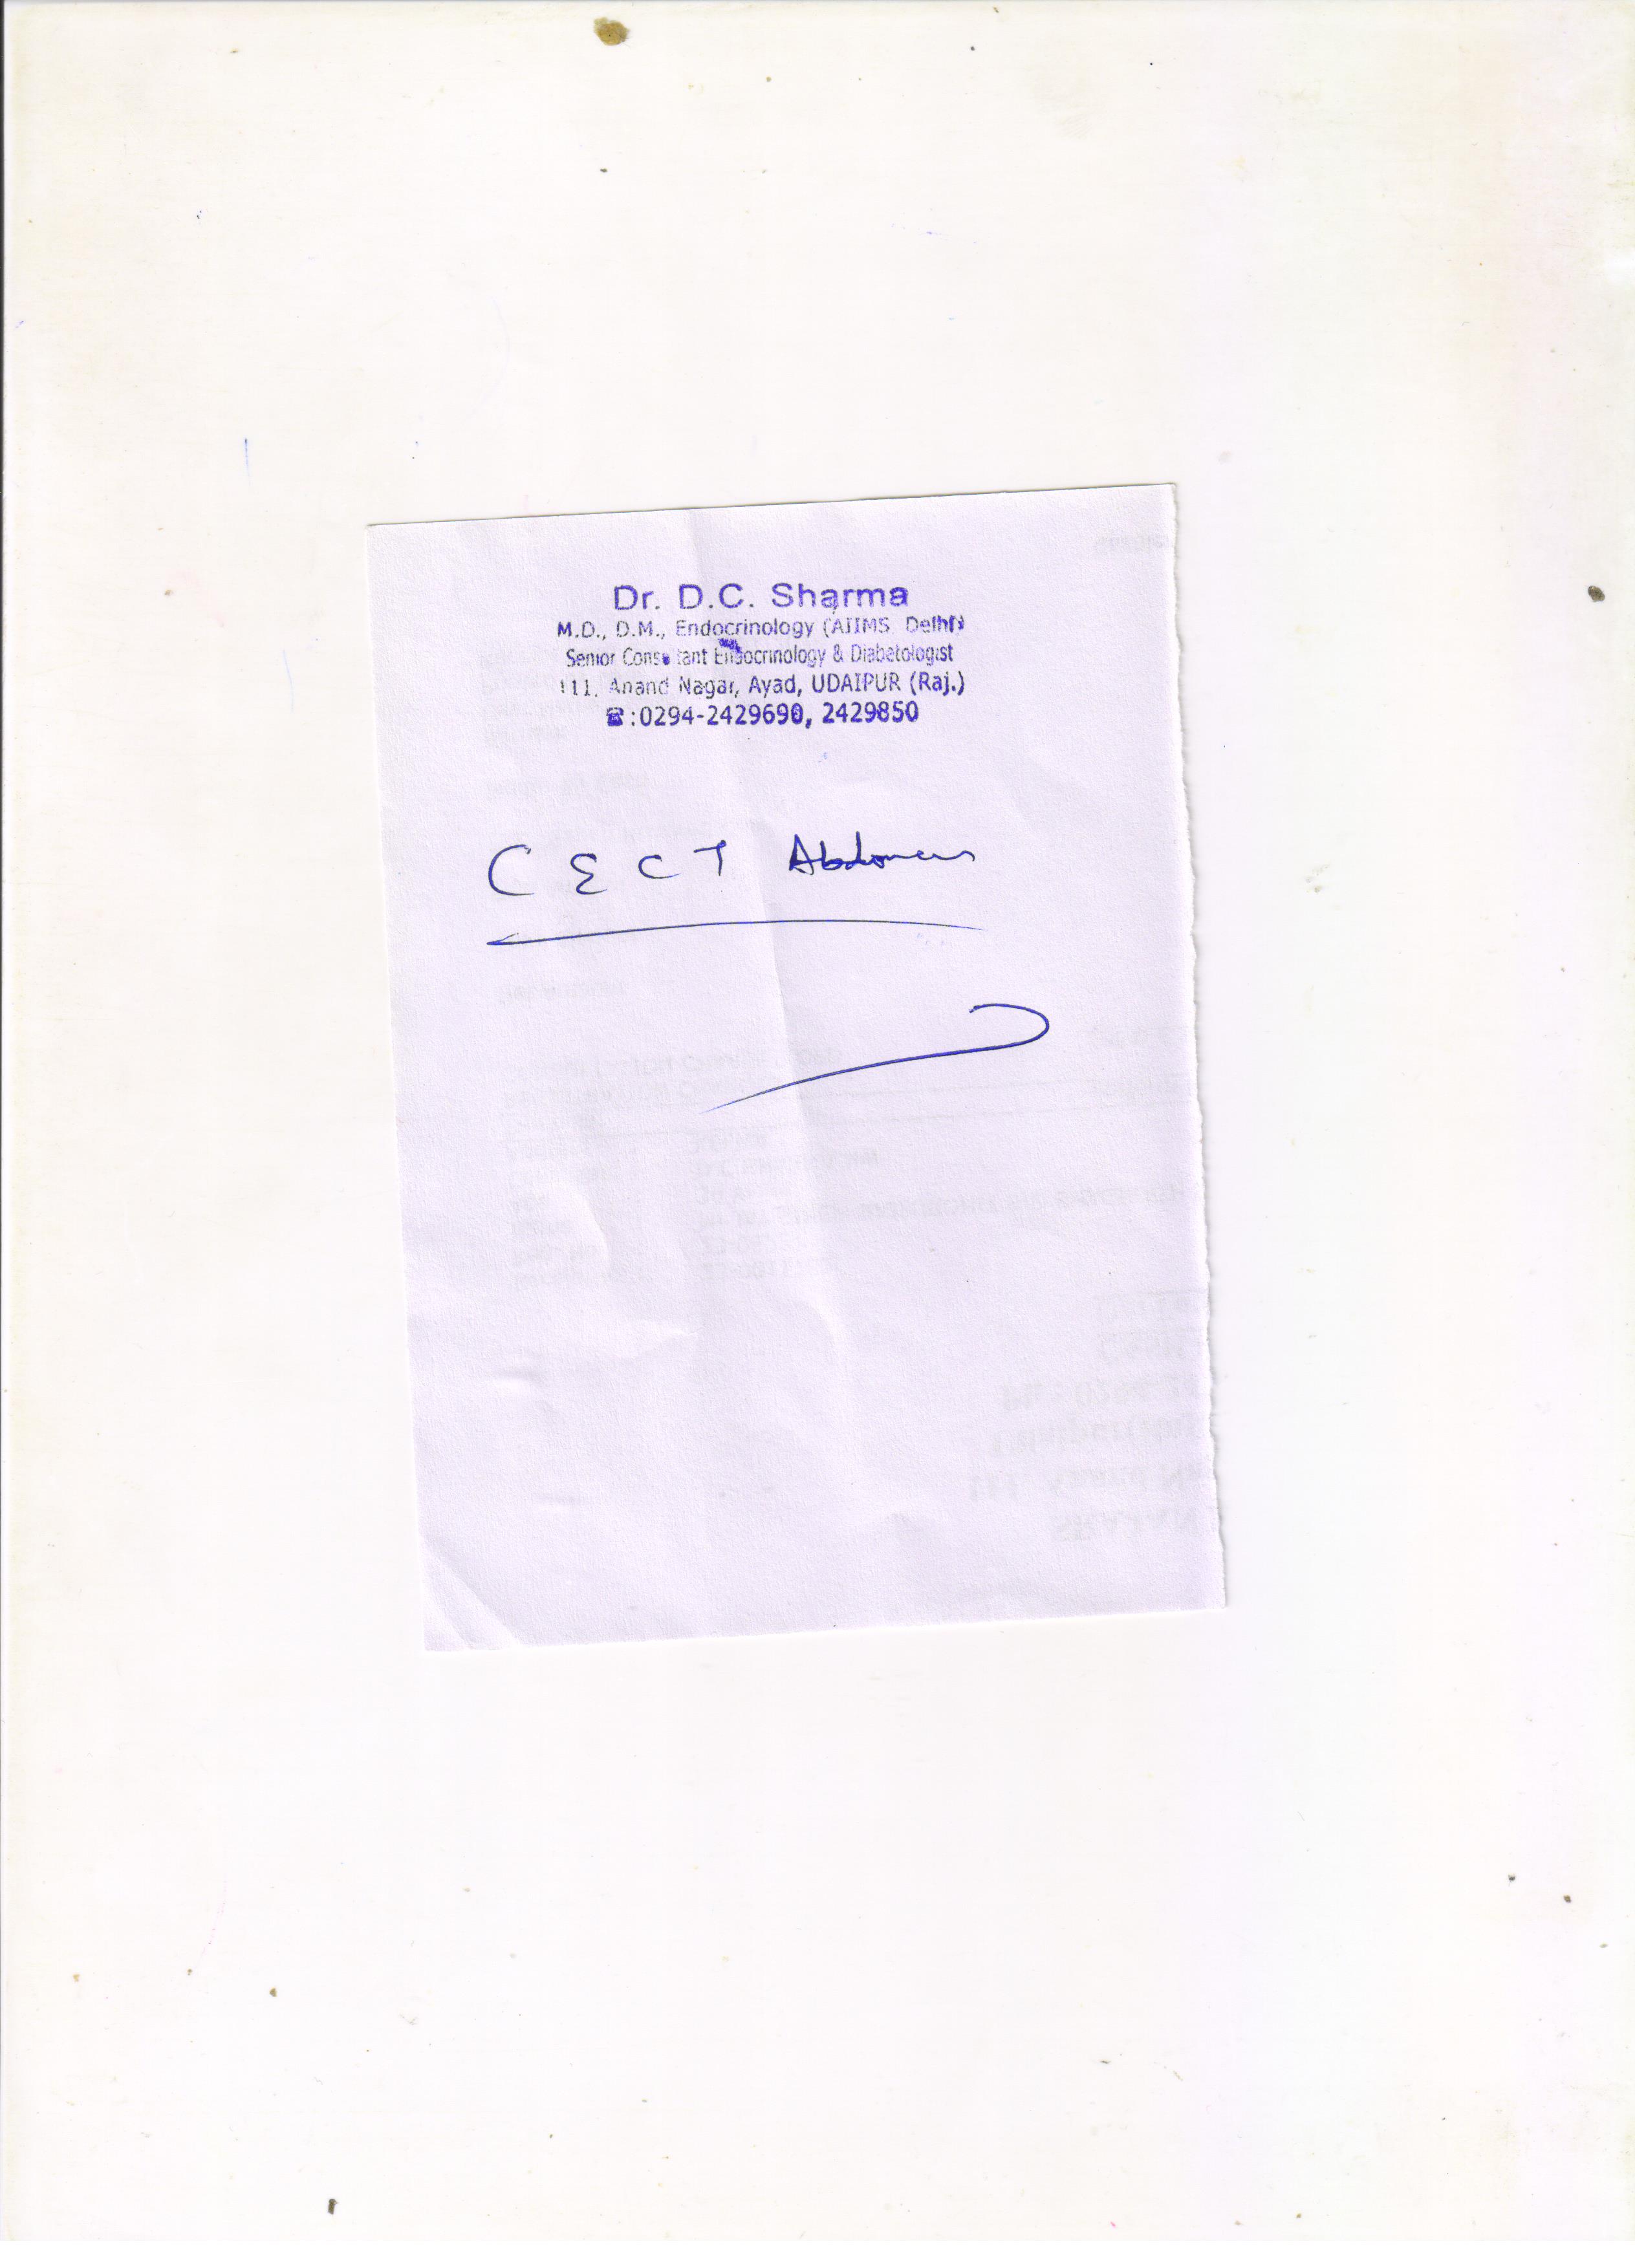 Dr. D.C. Sharma
M.D., D.M., Endocrinology (AIIMS Delhi)
Senior Consultant Endocrinology & Diabetologist
111, Anand Nagar, Ayad, UDAIPUR (Raj.)
☎:0294-2429690, 2429850
CECT Abdomen